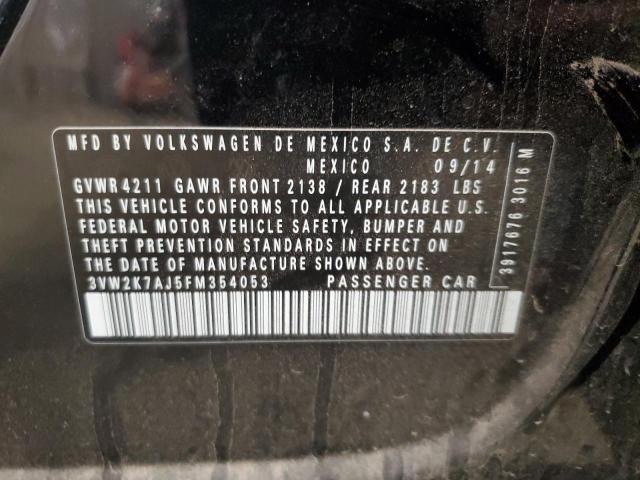 MFD BY VOLKSWAGEN DE MEXICO S.A. DE C.V.
MEXICO 09/14
GVWR 4211 GAWR FRONT 2138 / REAR 2183 LBS
THIS VEHICLE CONFORMS TO ALL APPLICABLE U.S.
FEDERAL MOTOR VEHICLE SAFETY, BUMPER AND
THEFT PREVENTION STANDARDS IN EFFECT ON
THE DATE OF MANUFACTURE SHOWN ABOVE.
3VW2K7AJ5FM354053 PASSENGER CAR
3917676 3016 M